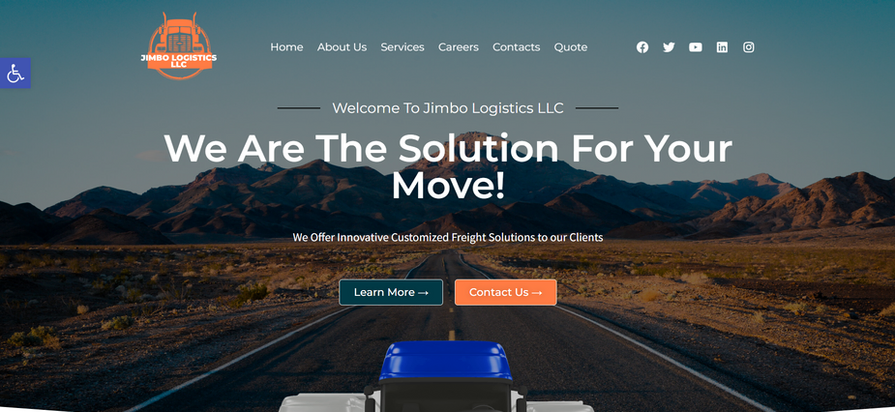 JIMBO LOGISTICS
LLC
Home About Us Services Careers Contacts Quote
Welcome To Jimbo Logistics LLC
We Are The Solution For Your
Move!
We Offer Innovative Customized Freight Solutions to our Clients
Learn More → Contact Us →